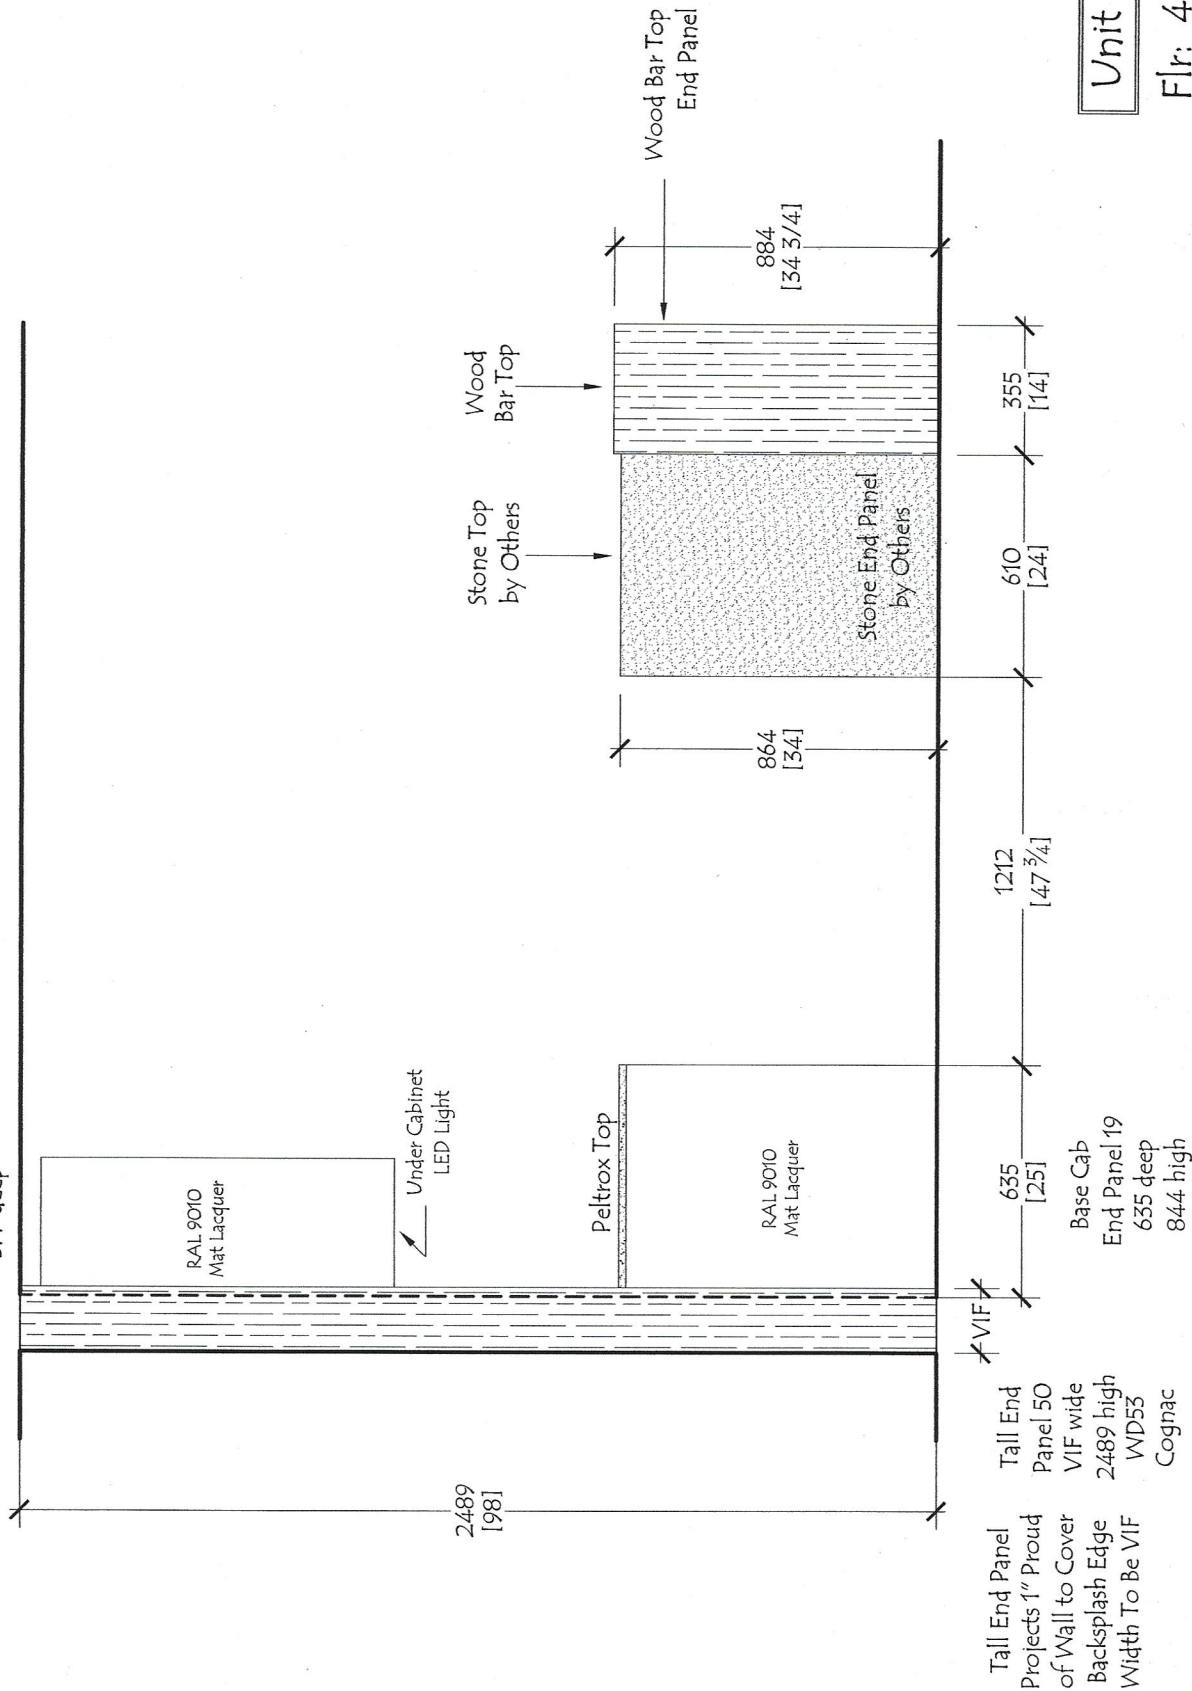 Wood Bar Top
End Panel
Wood
Bar Top
Stone Top
by Others
884
[34 3/4]
Stone End Panel
by Others
864
[34]
355
[14]
610
[24]
1212
[47 3/4]
635
[25]
VIF
Under Cabinet
LED Light
RAL 9010
Mat Lacquer
Peltrox Top
RAL 9010
Mat Lacquer
Base Cab
End Panel 19
635 deep
844 high
Tall End
Panel 50
VIF wide
2489 high
WD53
Cognac
Tall End Panel
Projects 1" Proud
of Wall to Cover
Backsplash Edge
Width To Be VIF
2489
[98]
Unit
Flr: 4